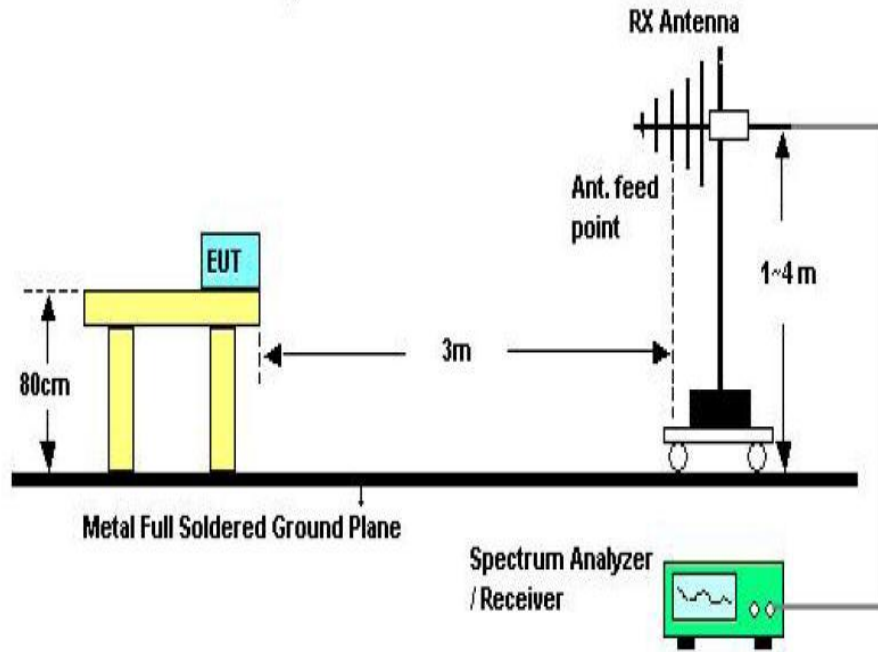 RX Antenna
Ant. feed
point
EUT
1~4 m
3m
80cm
Metal Full Soldered Ground Plane
Spectrum Analyzer
/ Receiver